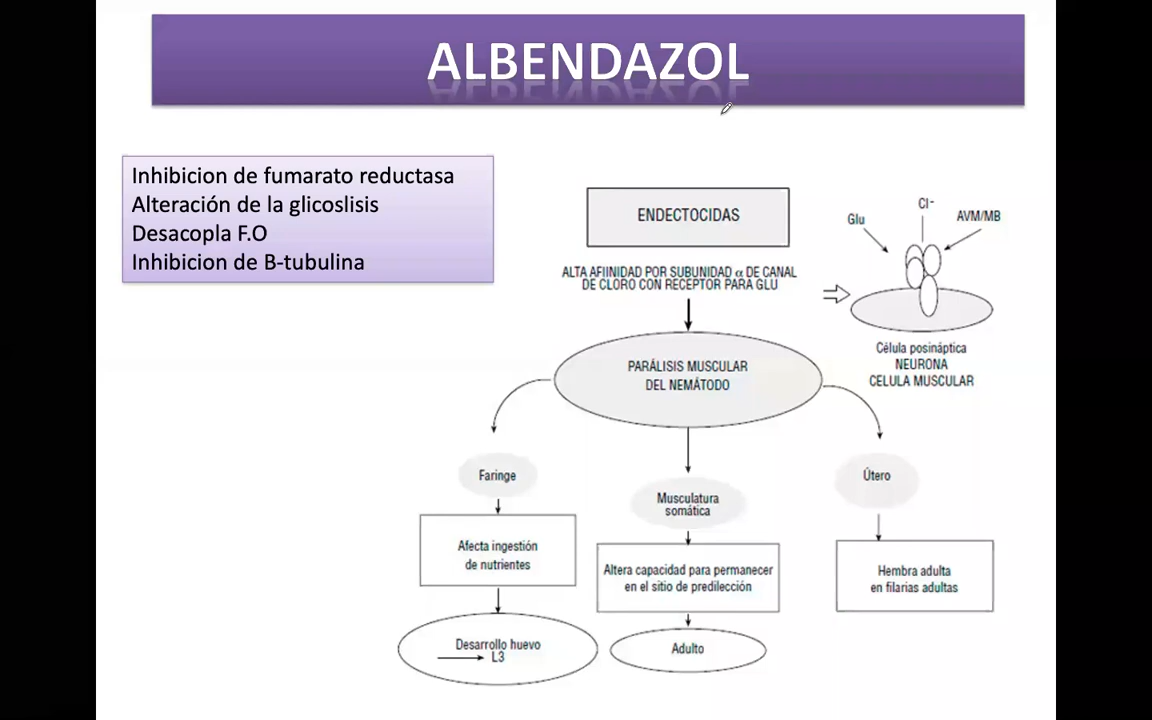 ALBENDAZOL
Inhibicion de fumarato reductasa
Alteración de la glicoslisis
Desacopla F.O
Inhibicion de B-tubulina
ENDECTOCIDAS
ALTA AFIINIDAD POR SUBUNIDAD α DE CANAL
DE CLORO CON RECEPTOR PARA GLU
Glu
Cl-
AVM/MB
Célula posináptica
NEURONA
CELULA MUSCULAR
PARÁLISIS MUSCULAR
DEL NEMÁTODO
Faringe
Afecta ingestión
de nutrientes
Desarrollo huevo
L3
Musculatura
somática
Altera capacidad para permanecer
en el sitio de predilección
Adulto
Útero
Hembra adulta
en filarias adultas